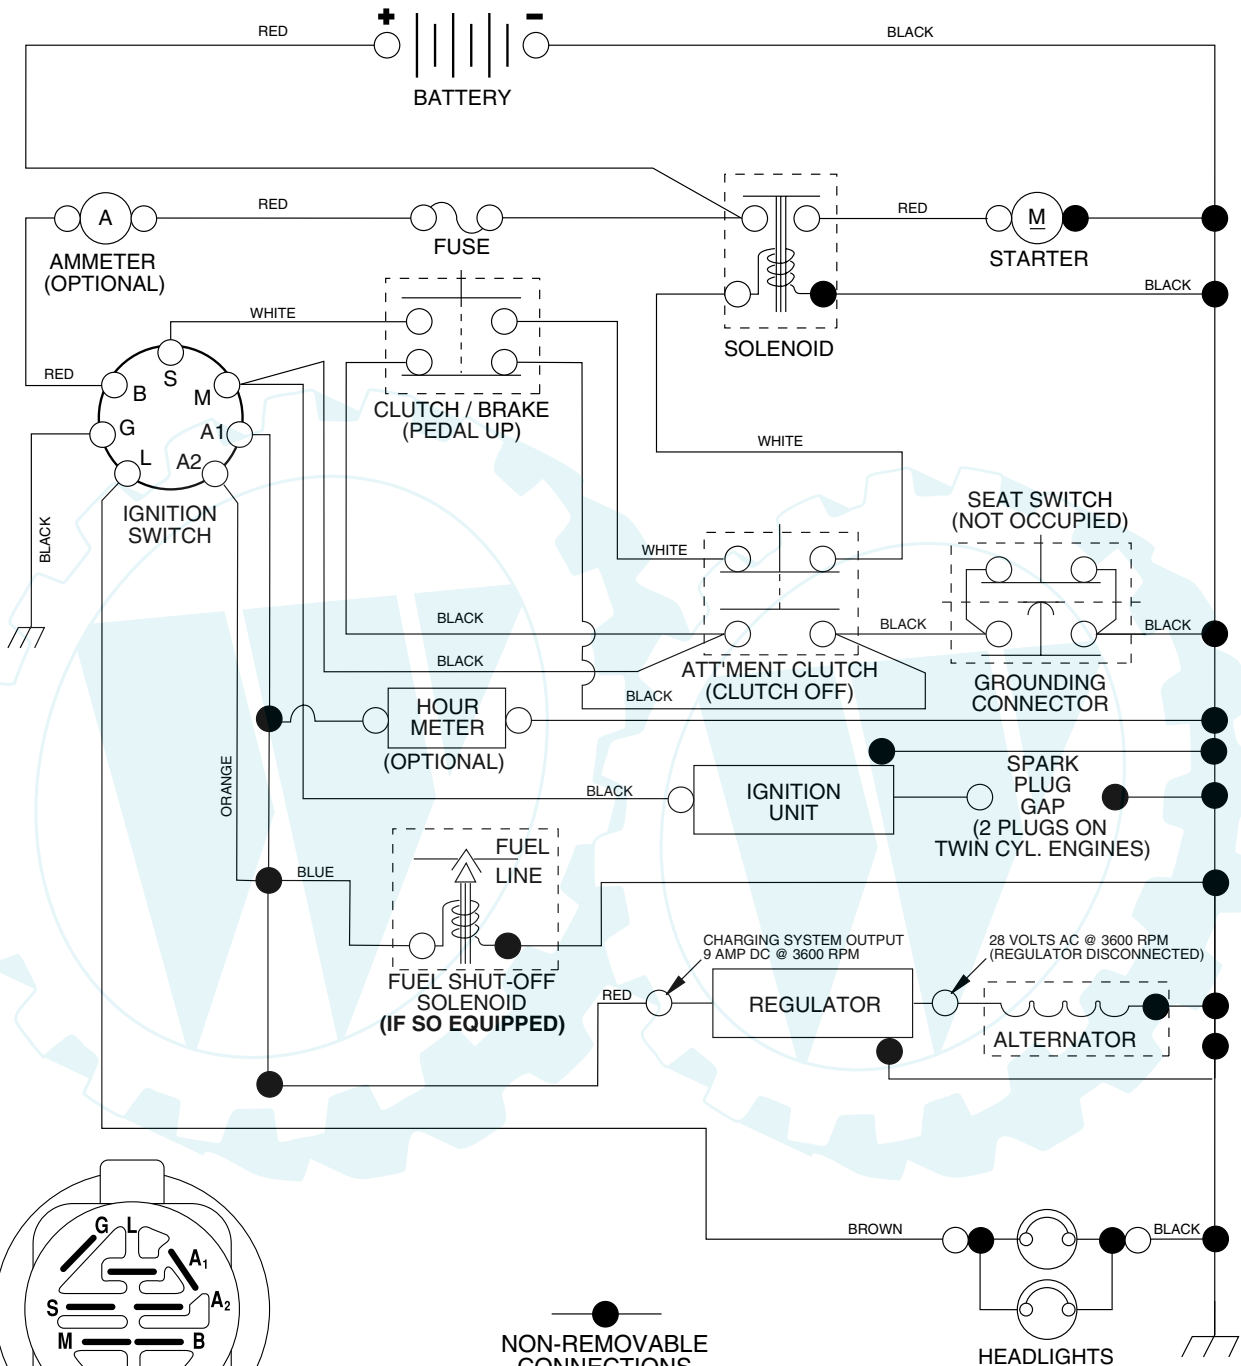 + -
RED
BLACK
BATTERY
A
RED
RED
M
FUSE
STARTER
AMMETER
(OPTIONAL)
BLACK
WHITE
SOLENOID
RED
S
B
M
CLUTCH / BRAKE
(PEDAL UP)
G
A1
L
A2
WHITE
IGNITION
SWITCH
SEAT SWITCH
(NOT OCCUPIED)
BLACK
WHITE
BLACK
BLACK
BLACK
BLACK
ATT'MENT CLUTCH
(CLUTCH OFF)
GROUNDING
CONNECTOR
BLACK
HOUR
METER
(OPTIONAL)
ORANGE
BLACK
IGNITION
UNIT
SPARK
PLUG
GAP
(2 PLUGS ON
TWIN CYL. ENGINES)
FUEL
LINE
BLUE
CHARGING SYSTEM OUTPUT
9 AMP DC @ 3600 RPM
28 VOLTS AC @ 3600 RPM
(REGULATOR DISCONNECTED)
FUEL SHUT-OFF
SOLENOID
(IF SO EQUIPPED)
RED
REGULATOR
ALTERNATOR
BROWN
BLACK
G L
A1
A2
S
M B
NON-REMOVABLE
CONNECTIONS
HEADLIGHTS